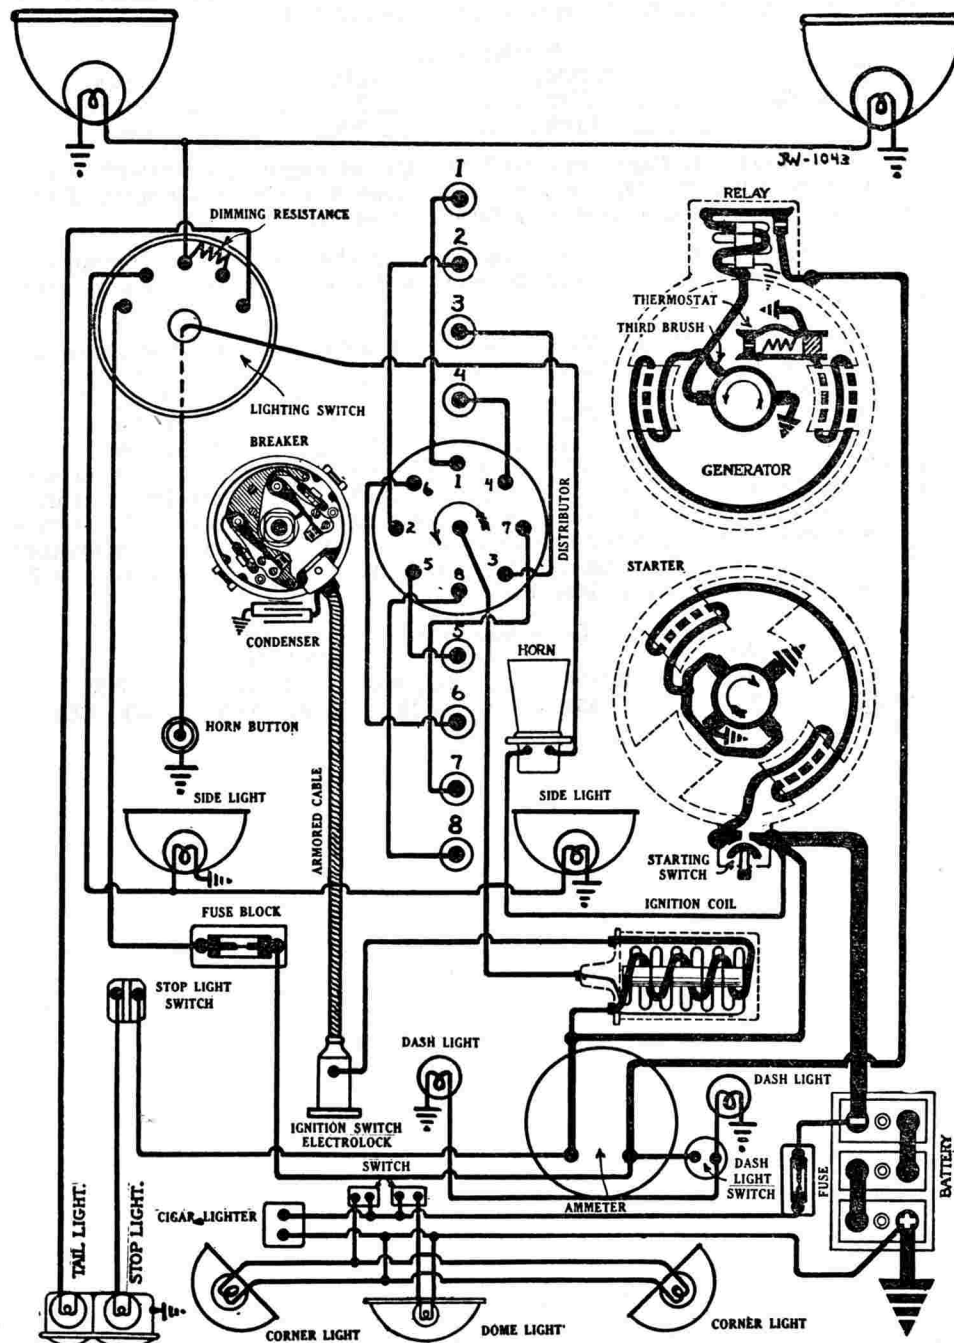 JW-1043
1
RELAY
DIMMING RESISTANCE
2
THERMOSTAT
3
THIRD BRUSH
4
LIGHTING SWITCH
BREAKER
GENERATOR
1
6
4
2
7
5
3
8
DISTRIBUTOR
STARTER
CONDENSER
5
HORN
6
HORN BUTTON
7
SIDE LIGHT
SIDE LIGHT
ARMORED CABLE
8
STARTING
SWITCH
IGNITION COIL
FUSE BLOCK
STOP LIGHT
SWITCH
DASH LIGHT
DASH LIGHT
IGNITION SWITCH
ELECTROLOCK
SWITCH
DASH
LIGHT
SWITCH
FUSE
BATTERY
AMMETER
CIGAR LIGHTER
TAIL LIGHT.
STOP LIGHT.
CORNER LIGHT
DOME LIGHT
CORNER LIGHT